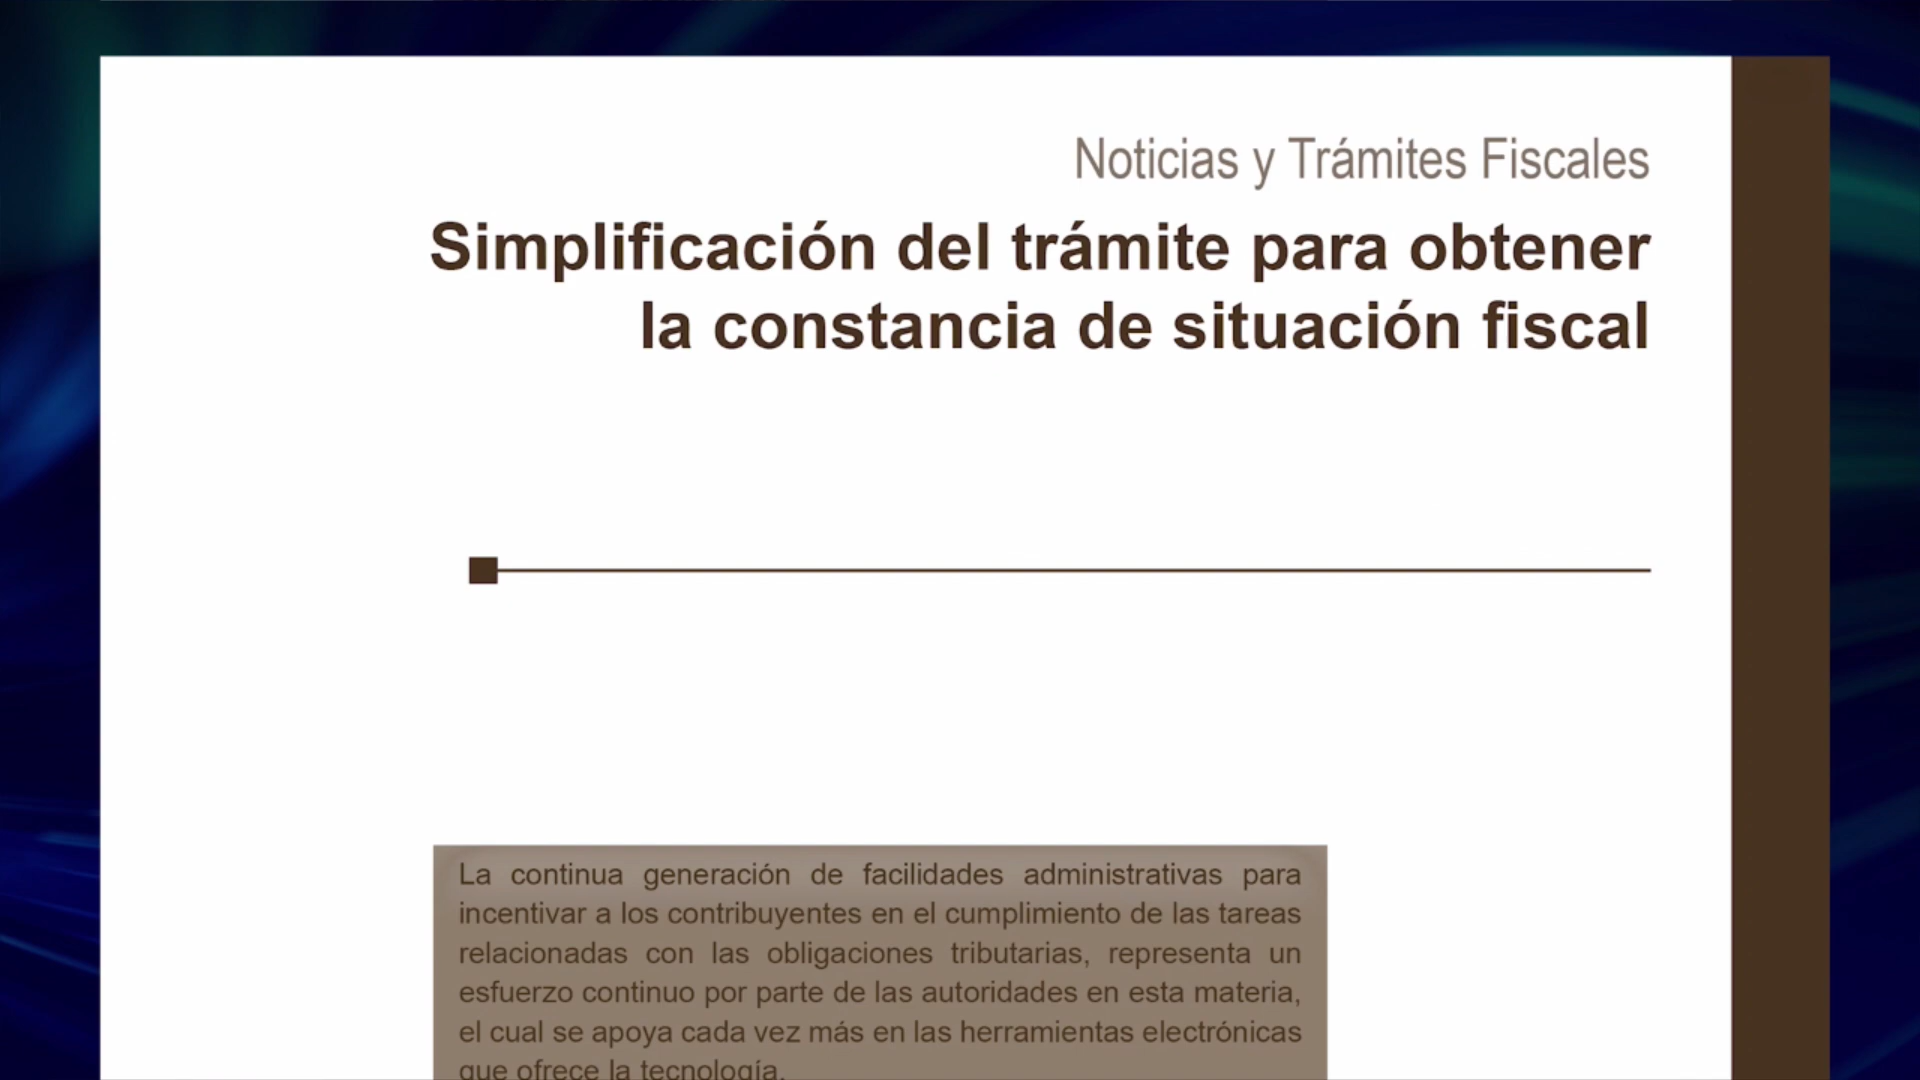 Noticias y Trámites Fiscales
Simplificación del trámite para obtener
la constancia de situación fiscal
La continua generación de facilidades administrativas para
incentivar a los contribuyentes en el cumplimiento de las tareas
relacionadas con las obligaciones tributarias, representa un
esfuerzo continuo por parte de las autoridades en esta materia,
el cual se apoya cada vez más en las herramientas electrónicas
que ofrece la tecnología.